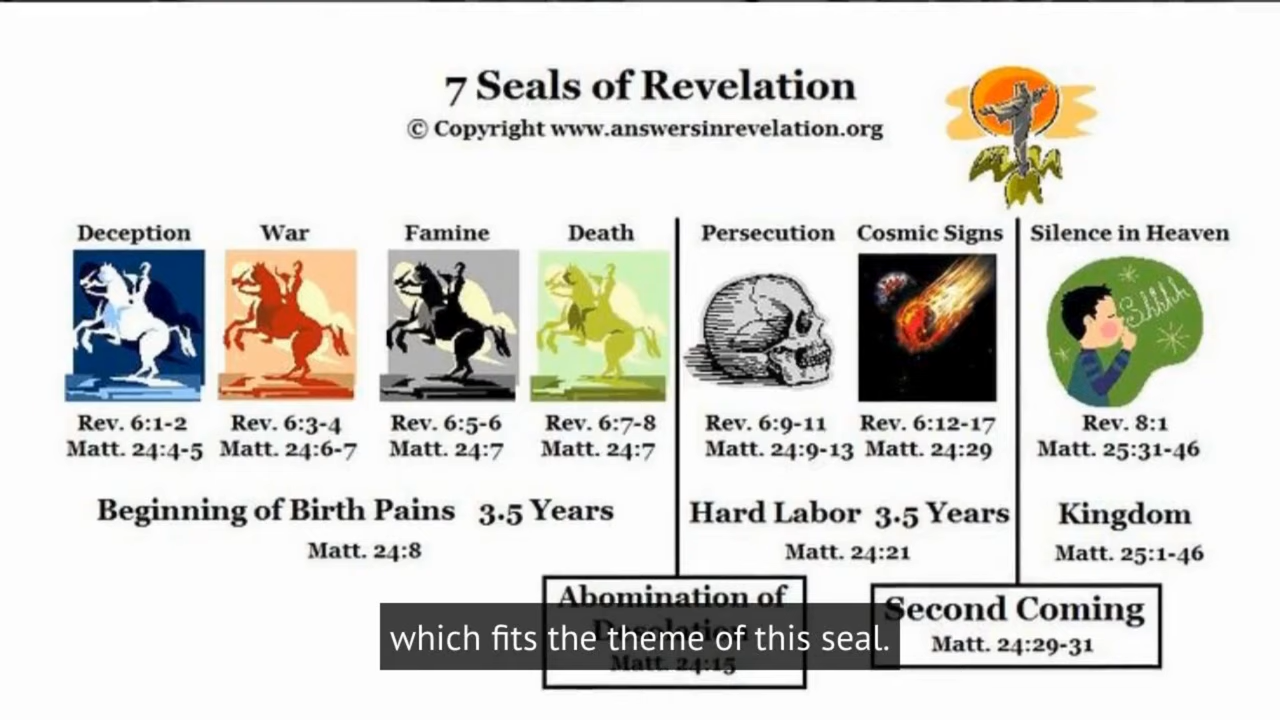 7 Seals of Revelation
© Copyright www.answersinrevelation.org
Deception War Famine Death Persecution Cosmic Signs Silence in Heaven
Shhhh
Rev. 6:1-2 Rev. 6:3-4 Rev. 6:5-6 Rev. 6:7-8 Rev. 6:9-11 Rev. 6:12-17 Rev. 8:1
Matt. 24:4-5 Matt. 24:6-7 Matt. 24:7 Matt. 24:7 Matt. 24:9-13 Matt. 24:29 Matt. 25:31-46
Beginning of Birth Pains 3.5 Years Hard Labor 3.5 Years Kingdom
Matt. 24:8 Matt. 24:21 Matt. 25:1-46
Abomination of
Desolation
Matt. 24:15
Second Coming
Matt. 24:29-31
which fits the theme of this seal.